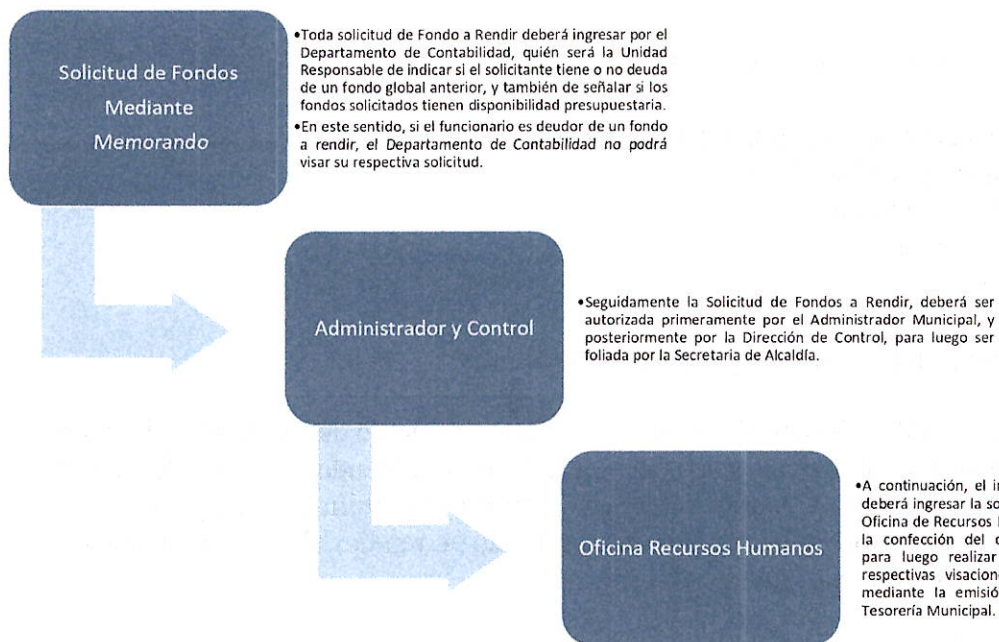 Solicitud de Fondos
Mediante
Memorando
•Toda solicitud de Fondo a Rendir deberá ingresar por el
Departamento de Contabilidad, quién será la Unidad
Responsable de indicar si el solicitante tiene o no deuda
de un fondo global anterior, y también de señalar si los
fondos solicitados tienen disponibilidad presupuestaria.
•En este sentido, si el funcionario es deudor de un fondo
a rendir, el Departamento de Contabilidad no podrá
visar su respectiva solicitud.
Administrador y Control
•Seguidamente la Solicitud de Fondos a Rendir, deberá ser
autorizada primeramente por el Administrador Municipal, y
posteriormente por la Dirección de Control, para luego ser
foliada por la Secretaria de Alcaldía.
Oficina Recursos Humanos
•A continuación, el
deberá ingresar la
Oficina de Recursos
la confección del
para luego realizar
respectivas
mediante la
Tesorería Municipal.